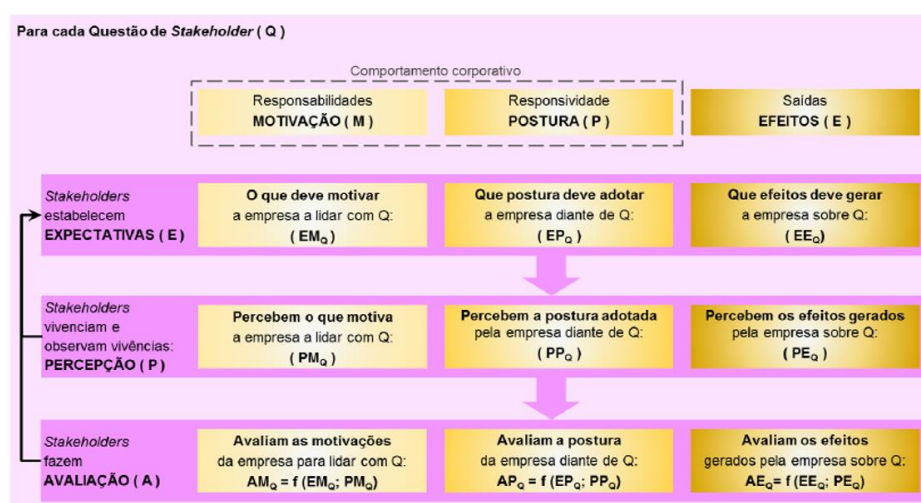 Para cada Questão de Stakeholder ( Q )
Comportamento corporativo
Responsabilidades
MOTIVAÇÃO ( M )
Responsividade
POSTURA ( P )
Saídas
EFEITOS ( E )
Stakeholders
estabelecem
EXPECTATIVAS ( E )
O que deve motivar
a empresa a lidar com Q:
( EMQ )
Que postura deve adotar
a empresa diante de Q:
( EPQ )
Que efeitos deve gerar
a empresa sobre Q:
( EEQ)
Stakeholders
vivenciam e
observam vivências:
PERCEPÇÃO ( P )
Percebem o que motiva
a empresa a lidar com Q:
( PMQ )
Percebem a postura adotada
pela empresa diante de Q:
( PPQ )
Percebem os efeitos gerados
pela empresa sobre Q:
( PEQ )
Stakeholders
fazem
AVALIAÇÃO ( A )
Avaliam as motivações
da empresa para lidar com Q:
AMQ = f ( EMQ; PMQ )
Avaliam a postura
da empresa diante de Q:
APQ = f ( EPQ; PPQ )
Avaliam os efeitos
gerados pela empresa sobre Q:
AEQ= f ( EEQ; PEQ )